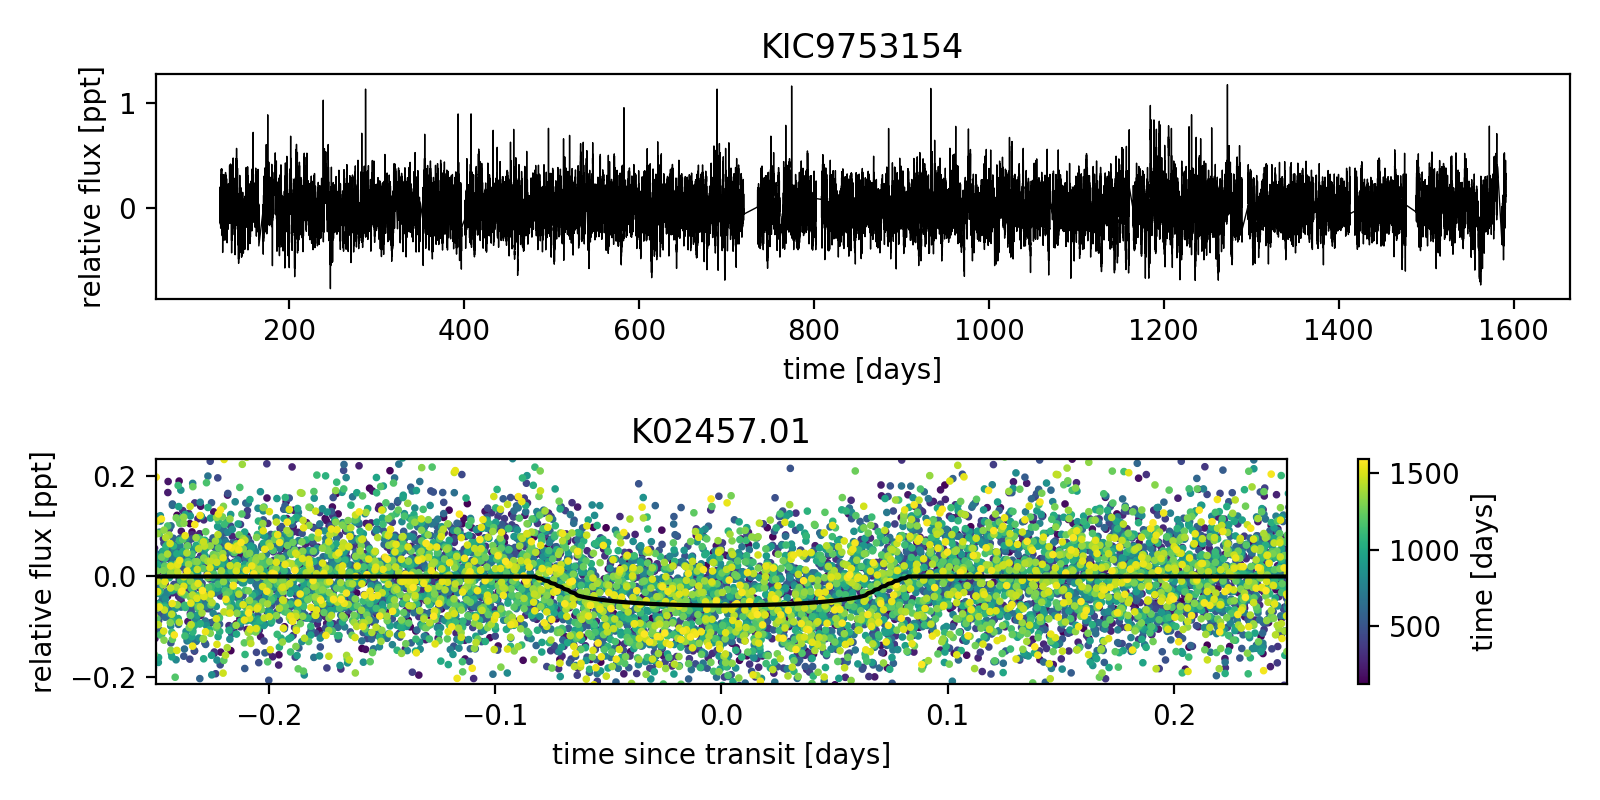 KIC9753154
relative flux [ppt]
1
0
200 400 600 800 1000 1200 1400 1600
time [days]
K02457.01
relative flux [ppt]
0.2
0.0
−0.2
−0.2 −0.1 0.0 0.1 0.2
time since transit [days]
1500
1000
500
time [days]